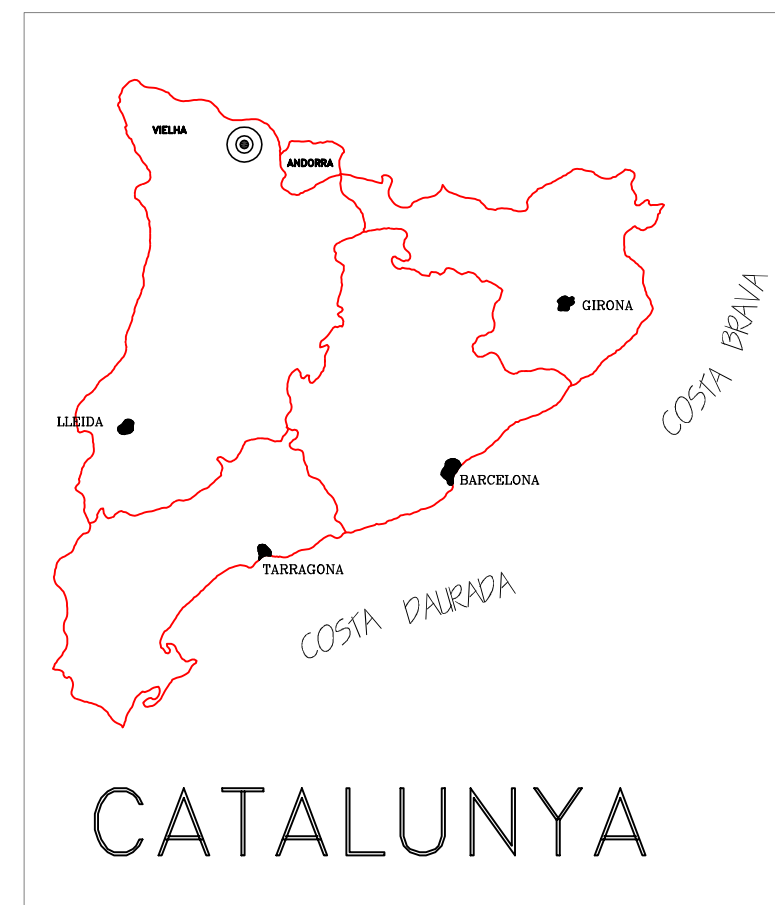 VIELHA
ANDORRA
GIRONA
COSTA BRAVA
LLEIDA
BARCELONA
TARRAGONA
COSTA DAURADA
CATALUNYA